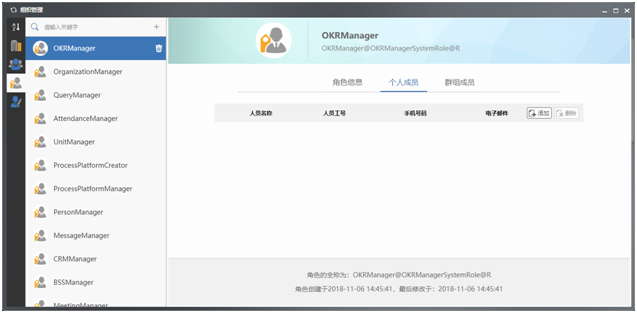 组织管理
请输入关键字
OKRManager
OrganizationManager
QueryManager
AttendanceManager
UnitManager
ProcessPlatformCreator
ProcessPlatformManager
PersonManager
MessageManager
CRMManager
BSSManager
MeetingManager
OKRManager
OKRManager@OKRManagerSystemRole@R
角色信息 个人成员 群组成员
人员名称 人员工号 手机号码 电子邮件 添加 删除
角色的全称为：OKRManager@OKRManagerSystemRole@R
角色创建于2018-11-06 14:45:41，最后修改于：2018-11-06 14:45:41